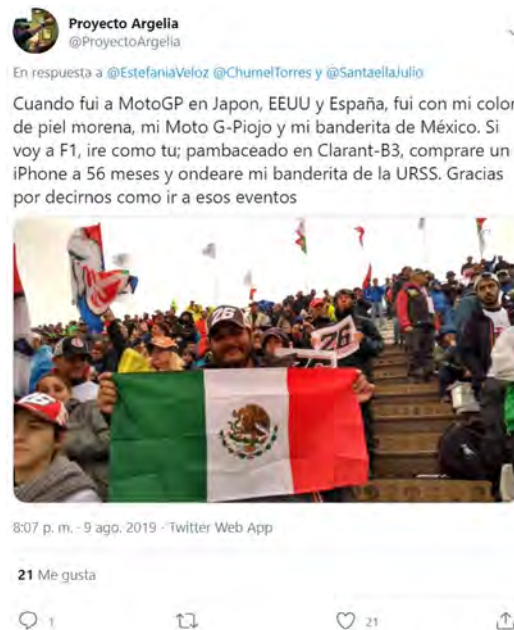 Proyecto Argelia
@ProyectoArgelia
En respuesta a @EstefaniaVeloz @ChumelTorres y @SantaellaJulio
Cuando fui a MotoGP en Japon, EEUU y España, fui con mi color
de piel morena, mi Moto G-Piojo y mi banderita de México. Si
voy a F1, ire como tu; pambaceado en Clarant-B3, comprare un
iPhone a 56 meses y ondeare mi banderita de la URSS. Gracias
por decirnos como ir a esos eventos
26
26
8:07 p. m. · 9 ago. 2019 · Twitter Web App
21 Me gusta
1
21